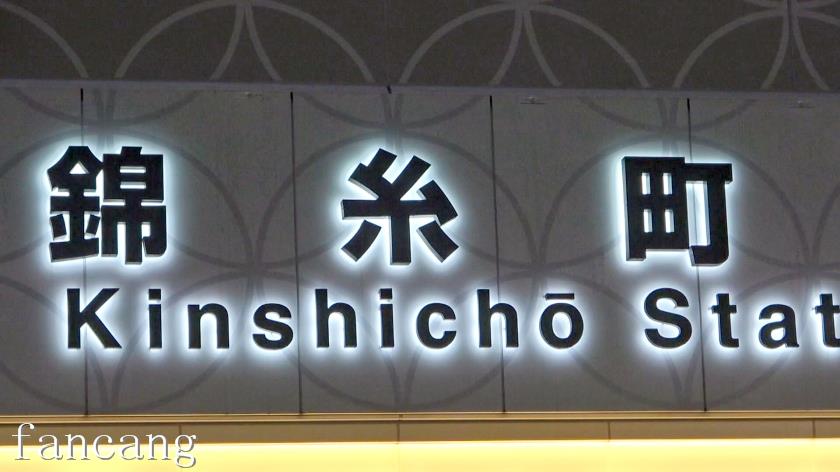 錦糸町
Kinshichō Stat
fancang